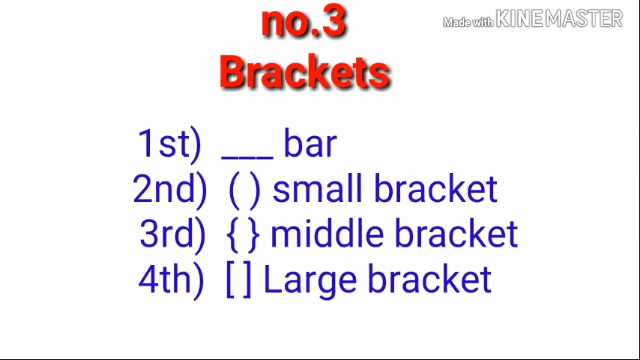 no.3
Made with KINEMASTER
Brackets
1st) ___ bar
2nd) ( ) small bracket
3rd) { } middle bracket
4th) [ ] Large bracket